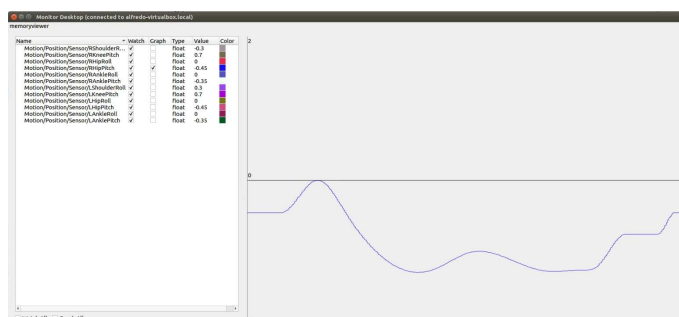 Monitor Desktop (connected to alfredo-virtualbox.local)
memoryviewer
Name Watch Graph Type Value Color
Motion/Position/Sensor/RShoulderR... float -0.3
Motion/Position/Sensor/RKneePitch float 0.7
Motion/Position/Sensor/RHipRoll float 0
Motion/Position/Sensor/RHipPitch float -0.45
Motion/Position/Sensor/RAnkleRoll float 0
Motion/Position/Sensor/RAnklePitch float -0.35
Motion/Position/Sensor/LShoulderRoll float 0.3
Motion/Position/Sensor/LKneePitch float 0.7
Motion/Position/Sensor/LHipRoll float 0
Motion/Position/Sensor/LHipPitch float -0.45
Motion/Position/Sensor/LAnkleRoll float 0
Motion/Position/Sensor/LAnklePitch float -0.35
2
0